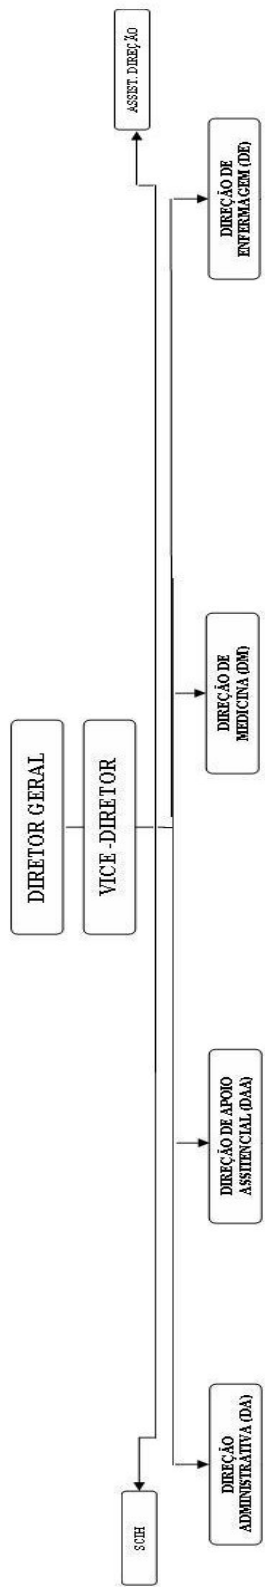 DIRETOR GERAL
VICE -DIRETOR
SCIH
ASSIST. DIREÇÃO
DIREÇÃO
ADMINISTRATIVA (DA)
DIREÇÃO DE APOIO
ASSITENCIAL (DAA)
DIREÇÃO DE
MEDICINA (DM)
DIREÇÃO DE
ENFERMAGEM (DE)